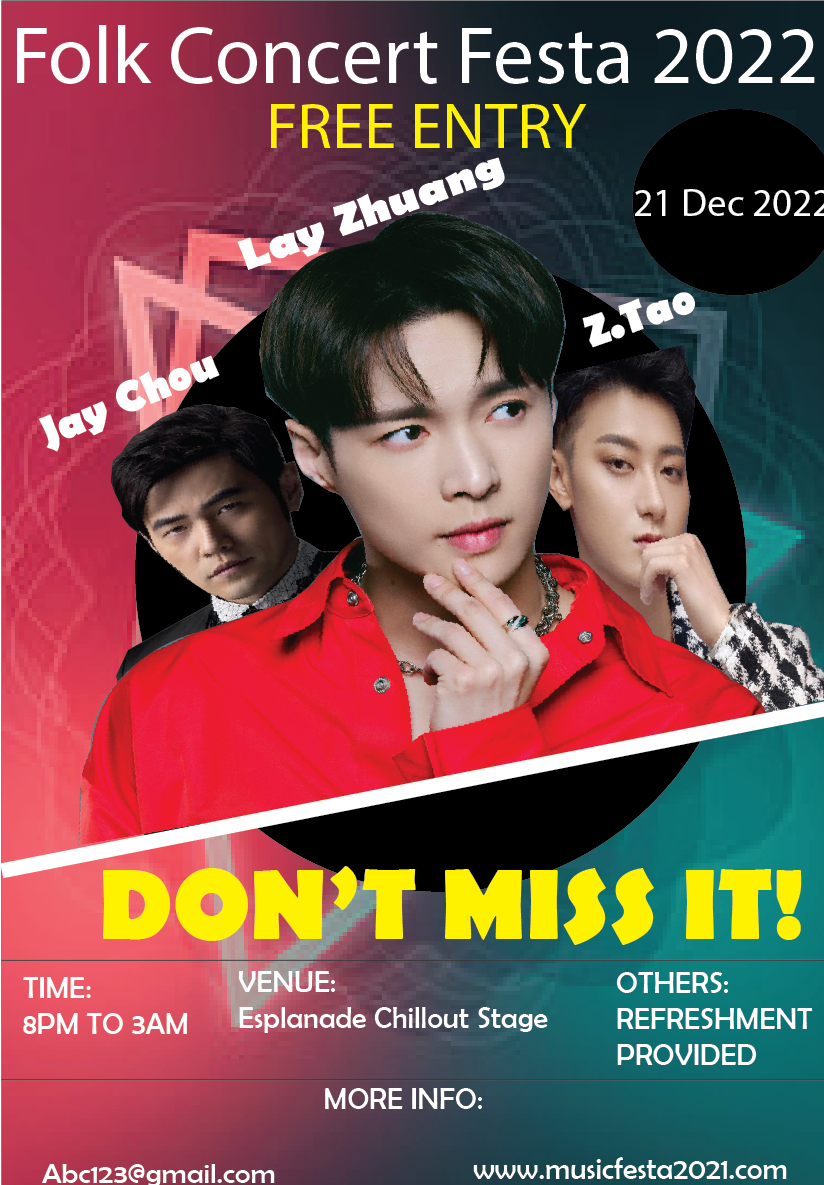 Folk Concert Festa 2022
FREE ENTRY
21 Dec 2022
Lay Zhuang
Z.Tao
Jay Chou
DON'T MISS IT!
TIME:
8PM TO 3AM
VENUE:
Esplanade Chillout Stage
OTHERS:
REFRESHMENT
PROVIDED
MORE INFO:
Abc123@gmail.com
www.musicfesta2021.com